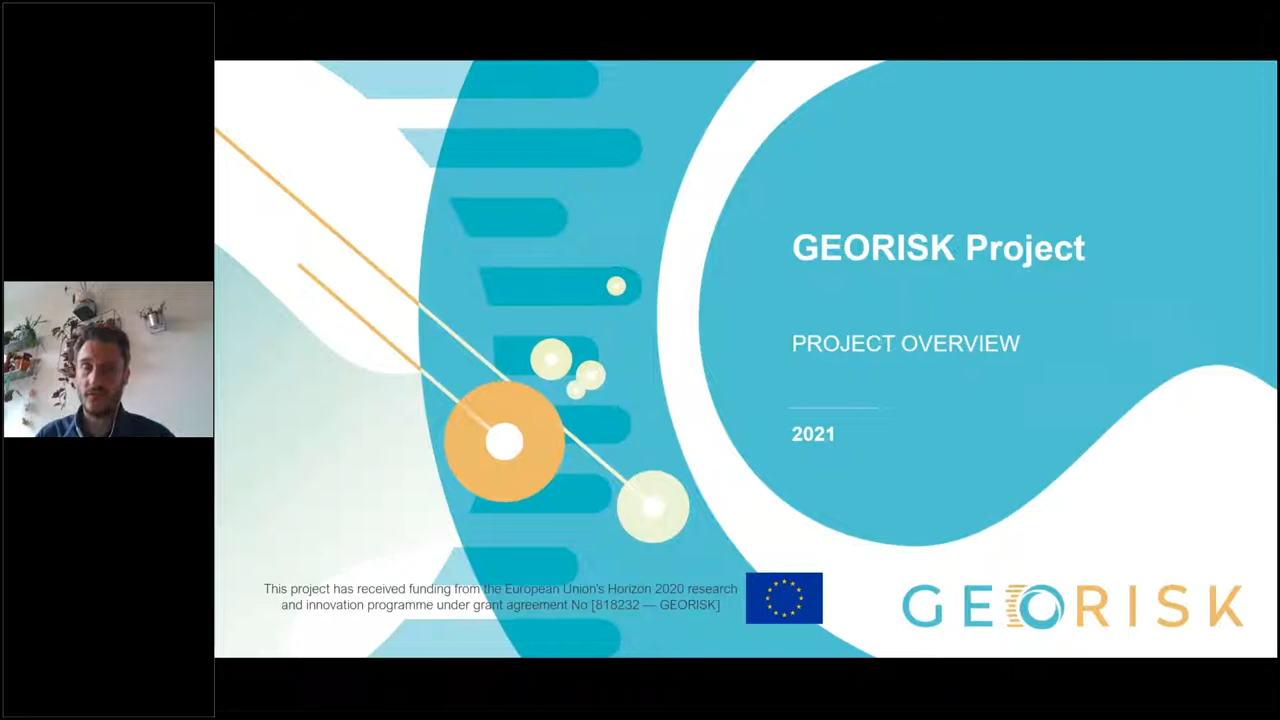 GEORISK Project
PROJECT OVERVIEW
2021
This project has received funding from the European Union's Horizon 2020 research
and innovation programme under grant agreement No [818232 — GEORISK]
GEORISK